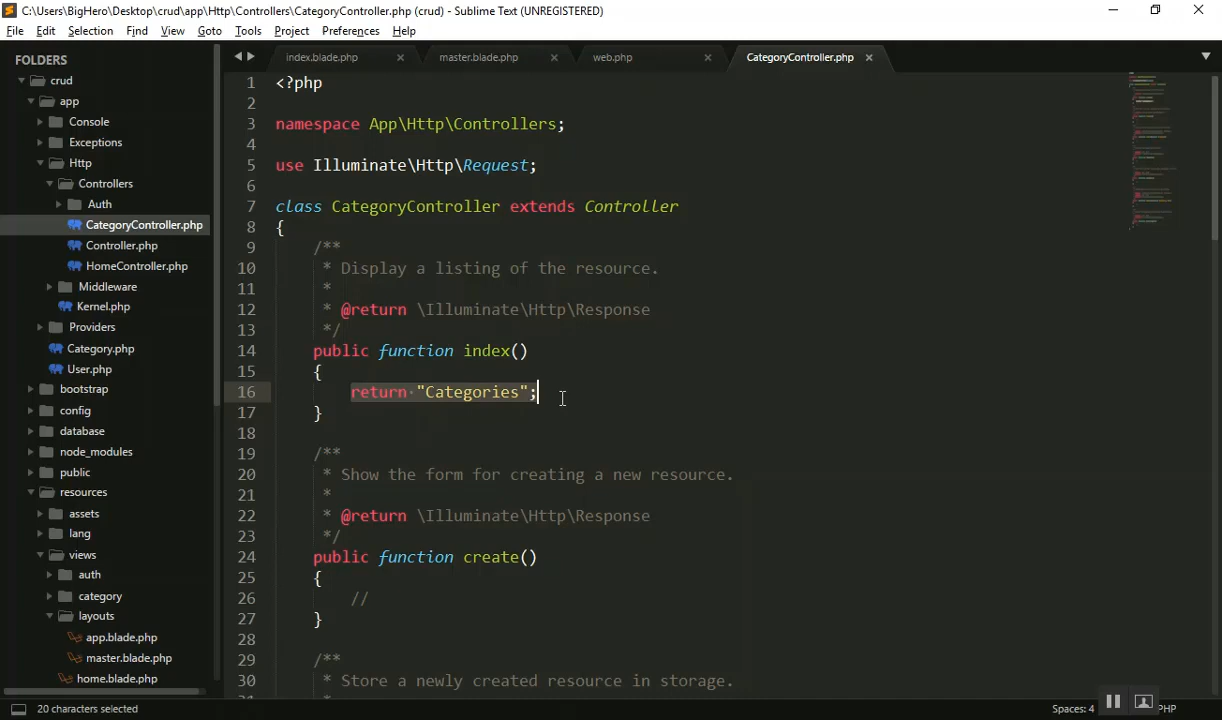 C:\Users\BigHero\Desktop\crud\app\Http\Controllers\CategoryController.php (crud) - Sublime Text (UNREGISTERED)
File Edit Selection Find View Goto Tools Project Preferences Help
FOLDERS
crud
app
Console
Exceptions
Http
Controllers
Auth
CategoryController.php
Controller.php
HomeController.php
Middleware
Kernel.php
Providers
Category.php
User.php
bootstrap
config
database
node_modules
public
resources
assets
lang
views
auth
category
layouts
app.blade.php
master.blade.php
home.blade.php
index.blade.php master.blade.php web.php CategoryController.php
1 <?php
2
3 namespace App\Http\Controllers;
4
5 use Illuminate\Http\Request;
6
7 class CategoryController extends Controller
8 {
9 /**
10 * Display a listing of the resource.
11 *
12 * @return \Illuminate\Http\Response
13 */
14 public function index()
15 {
16 return "Categories";
17 }
18
19 /**
20 * Show the form for creating a new resource.
21 *
22 * @return \Illuminate\Http\Response
23 */
24 public function create()
25 {
26 //
27 }
28
29 /**
30 * Store a newly created resource in storage.
20 characters selected
Spaces: 4
PHP